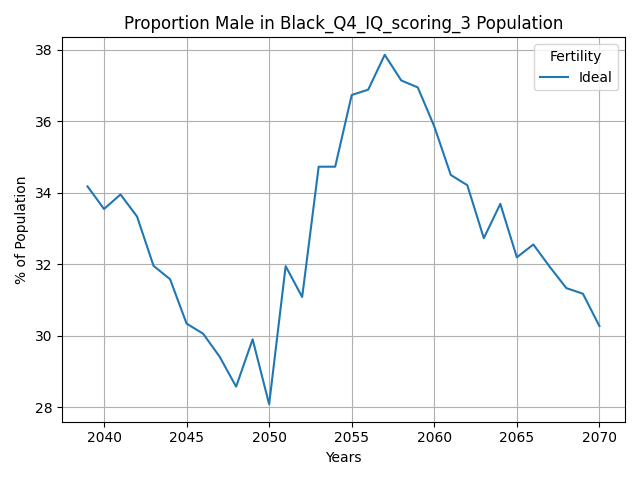 Proportion Male in Black_Q4_IQ_scoring_3 Population
Fertility
Ideal
% of Population
38
36
34
32
30
28
2040 2045 2050 2055 2060 2065 2070
Years